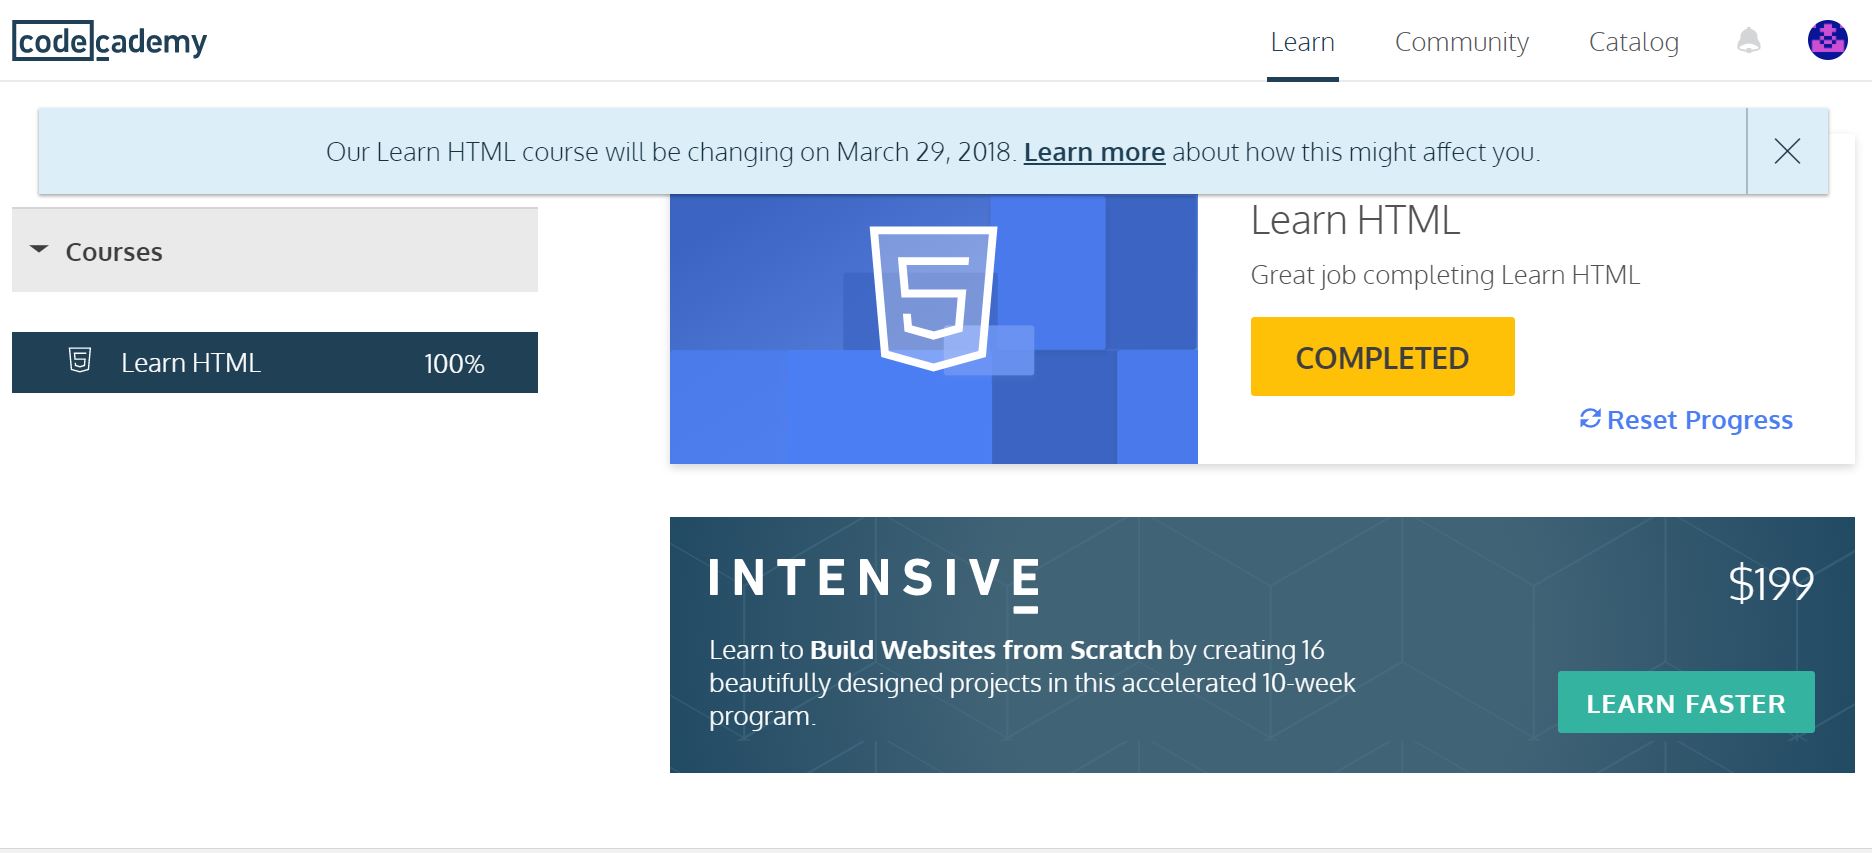 codecademy
Learn
Community
Catalog
Our Learn HTML course will be changing on March 29, 2018. Learn more about how this might affect you.
Courses
Learn HTML
100%
5
Learn HTML
Great job completing Learn HTML
COMPLETED
Reset Progress
INTENSIVE
$199
Learn to Build Websites from Scratch by creating 16
beautifully designed projects in this accelerated 10-week
program.
LEARN FASTER